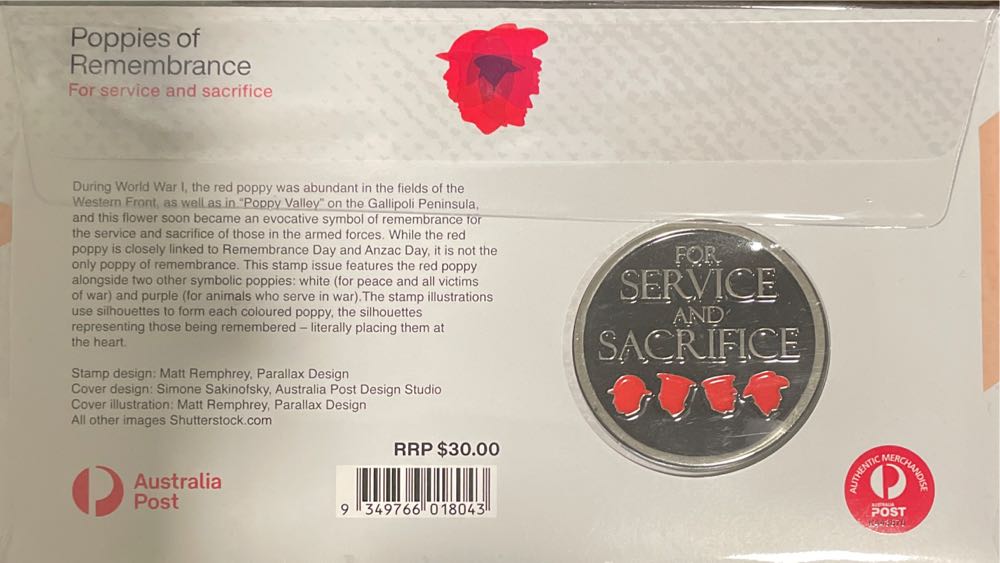 Poppies of
Remembrance
For service and sacrifice
During World War I, the red poppy was abundant in the fields of the
Western Front, as well as in “Poppy Valley” on the Gallipoli Peninsula,
and this flower soon became an evocative symbol of remembrance for
the service and sacrifice of those in the armed forces. While the red
poppy is closely linked to Remembrance Day and Anzac Day, it is not the
only poppy of remembrance. This stamp issue features the red poppy
alongside two other symbolic poppies: white (for peace and all victims
of war) and purple (for animals who serve in war).The stamp illustrations
use silhouettes to form each coloured poppy, the silhouettes
representing those being remembered – literally placing them at
the heart.
Stamp design: Matt Remphrey, Parallax Design
Cover design: Simone Sakinofsky, Australia Post Design Studio
Cover illustration: Matt Remphrey, Parallax Design
All other images Shutterstock.com
RRP $30.00
9 349766 018043
Australia
Post
FOR
SERVICE
AND
SACRIFICE
AUTHENTIC MERCHANDISE
AUSTRALIA
POST